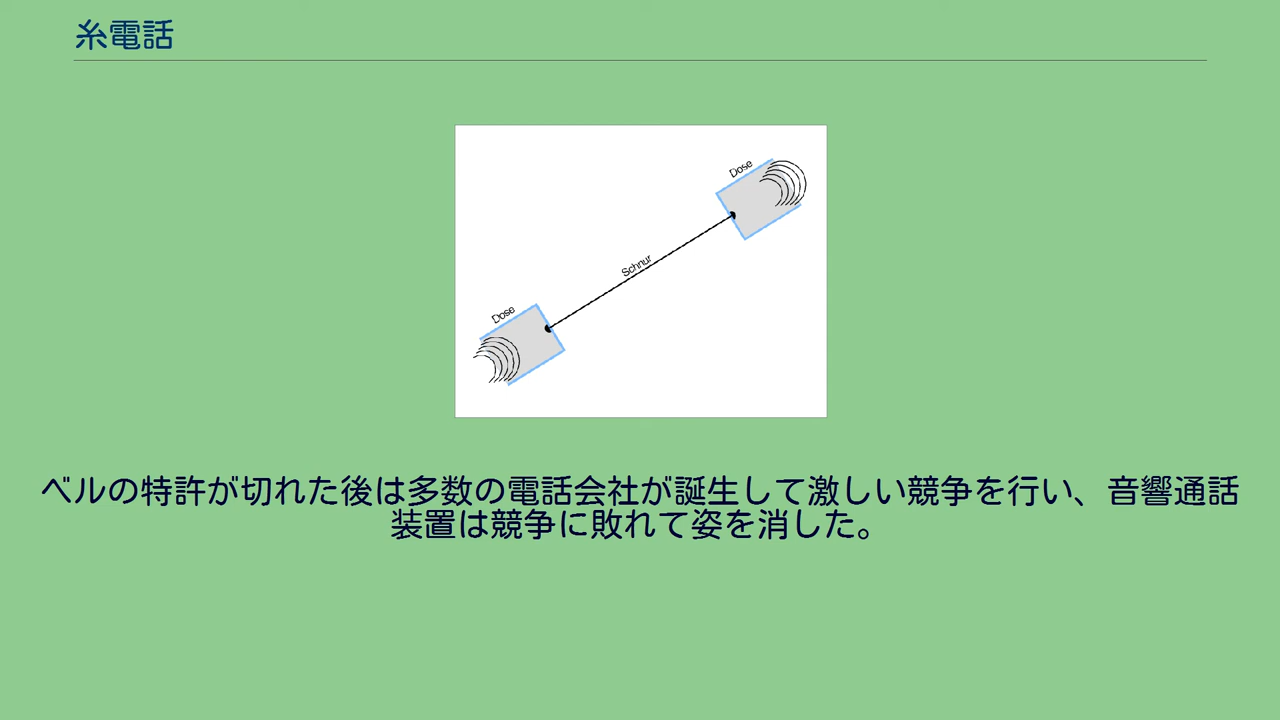 糸電話
Dose
Schnur
Dose
ベルの特許が切れた後は多数の電話会社が誕生して激しい競争を行い、音響通話
装置は競争に敗れて姿を消した。